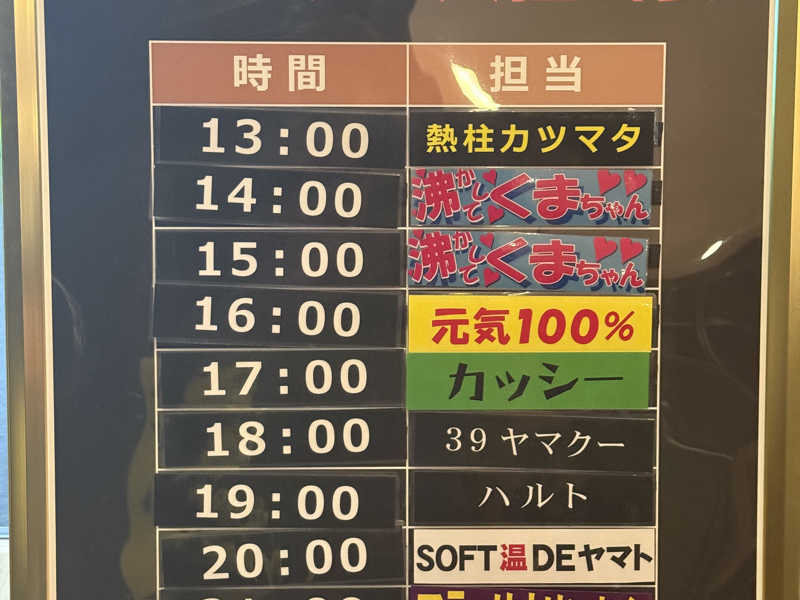 時間 担当
13:00 熱柱カツマタ
14:00 沸かしてくまちゃん
15:00 沸かしてくまちゃん
16:00 元気100%
17:00 カッシー
18:00 39ヤマクー
19:00 ハルト
20:00 SOFT温DEヤマト